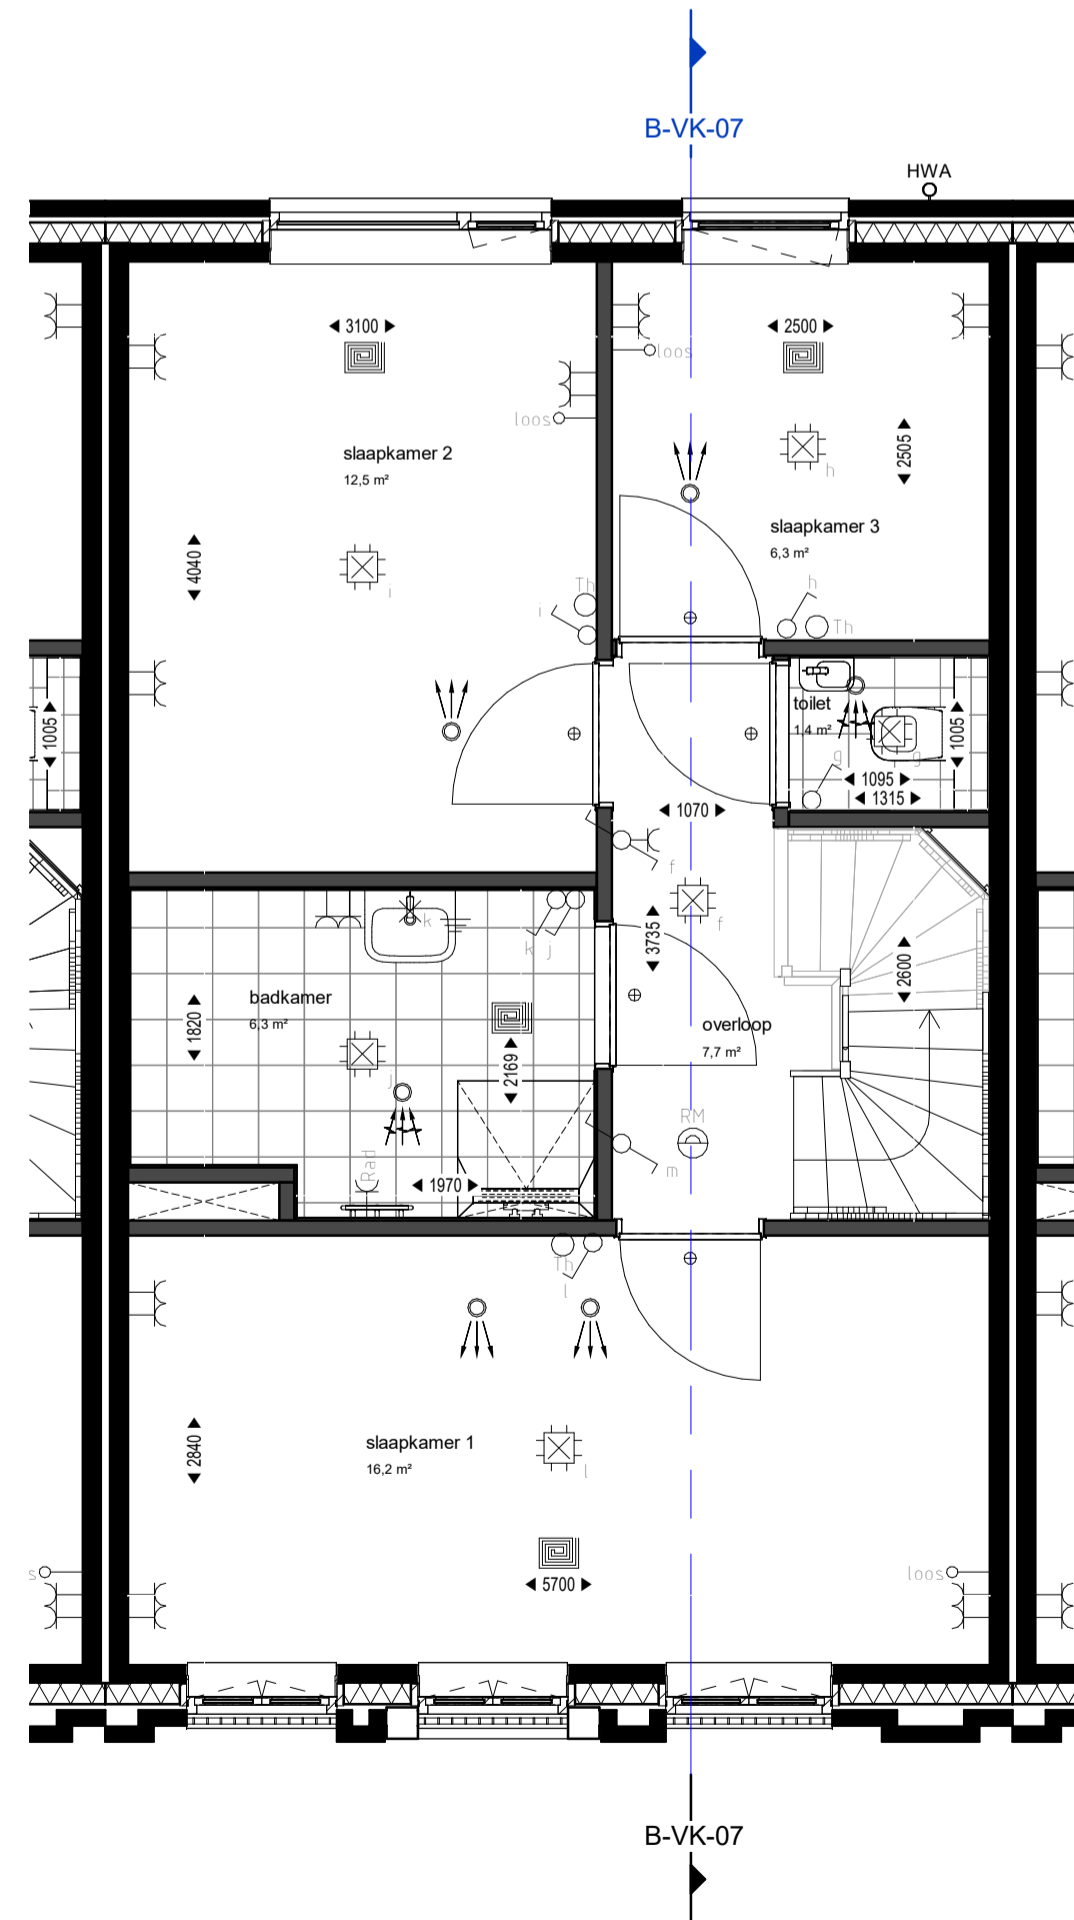 B-VK-07
HWA
3100
2500
loos
loos
2505
slaapkamer 2
12,5 m²
h
slaapkamer 3
6,3 m²
4040
i
Th
i
h
Th
toilet
1,4 m²
1005
1005
g
g
1095
1315
1070
f
f
k
k
j
3735
2600
badkamer
6,3 m²
1820
overloop
7,7 m²
2169
j
RM
Rad
m
1970
Th
l
2840
slaapkamer 1
16,2 m²
l
s
loos
5700
B-VK-07